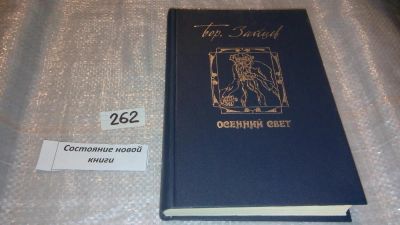 Бор. Зайцев
ОСЕННИЙ СВЕТ
262
Состояние новой
книги